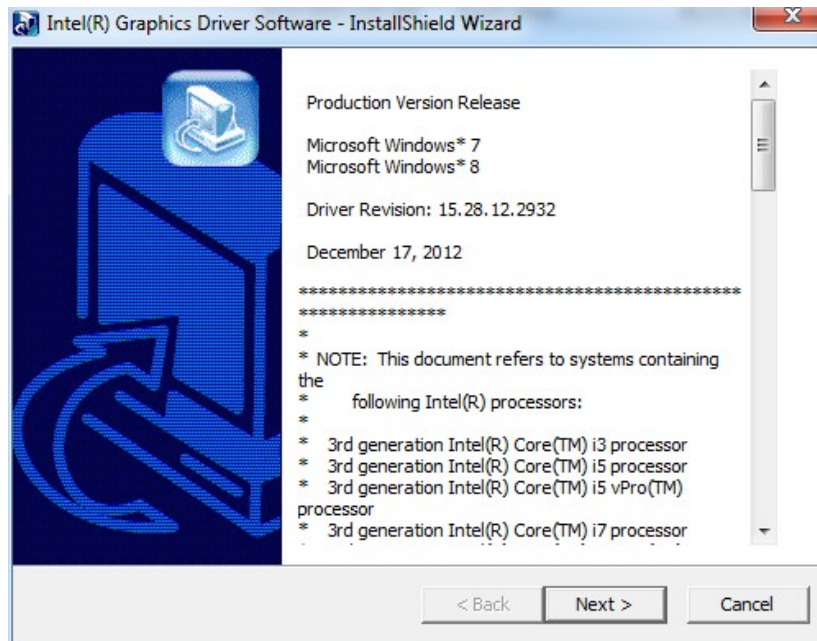 Intel(R) Graphics Driver Software - InstallShield Wizard
Production Version Release
Microsoft Windows* 7
Microsoft Windows* 8
Driver Revision: 15.28.12.2932
December 17, 2012
*********************************************
***************
*
* NOTE: This document refers to systems containing
the
* following Intel(R) processors:
*
* 3rd generation Intel(R) Core(TM) i3 processor
* 3rd generation Intel(R) Core(TM) i5 processor
* 3rd generation Intel(R) Core(TM) i5 vPro(TM)
processor
* 3rd generation Intel(R) Core(TM) i7 processor
< Back Next > Cancel